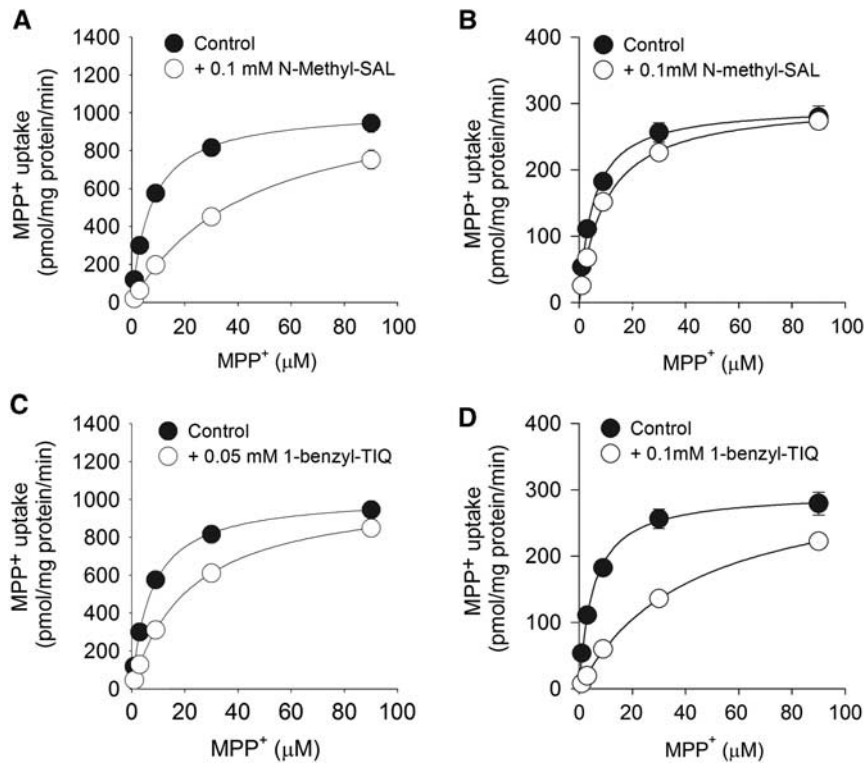 A
MPP+ uptake
(pmol/mg protein/min)
1400
1200
1000
800
600
400
200
0
Control
+ 0.1 mM N-Methyl-SAL
0 20 40 60 80 100
MPP+ (μM)
B
MPP+ uptake
(pmol/mg protein/min)
400
300
200
100
0
Control
+ 0.1mM N-methyl-SAL
0 20 40 60 80 100
MPP+ (μM)
C
MPP+ uptake
(pmol/mg protein/min)
1400
1200
1000
800
600
400
200
0
Control
+ 0.05 mM 1-benzyl-TIQ
0 20 40 60 80 100
MPP+ (μM)
D
MPP+ uptake
(pmol/mg protein/min)
400
300
200
100
0
Control
+ 0.1mM 1-benzyl-TIQ
0 20 40 60 80 100
MPP+ (μM)